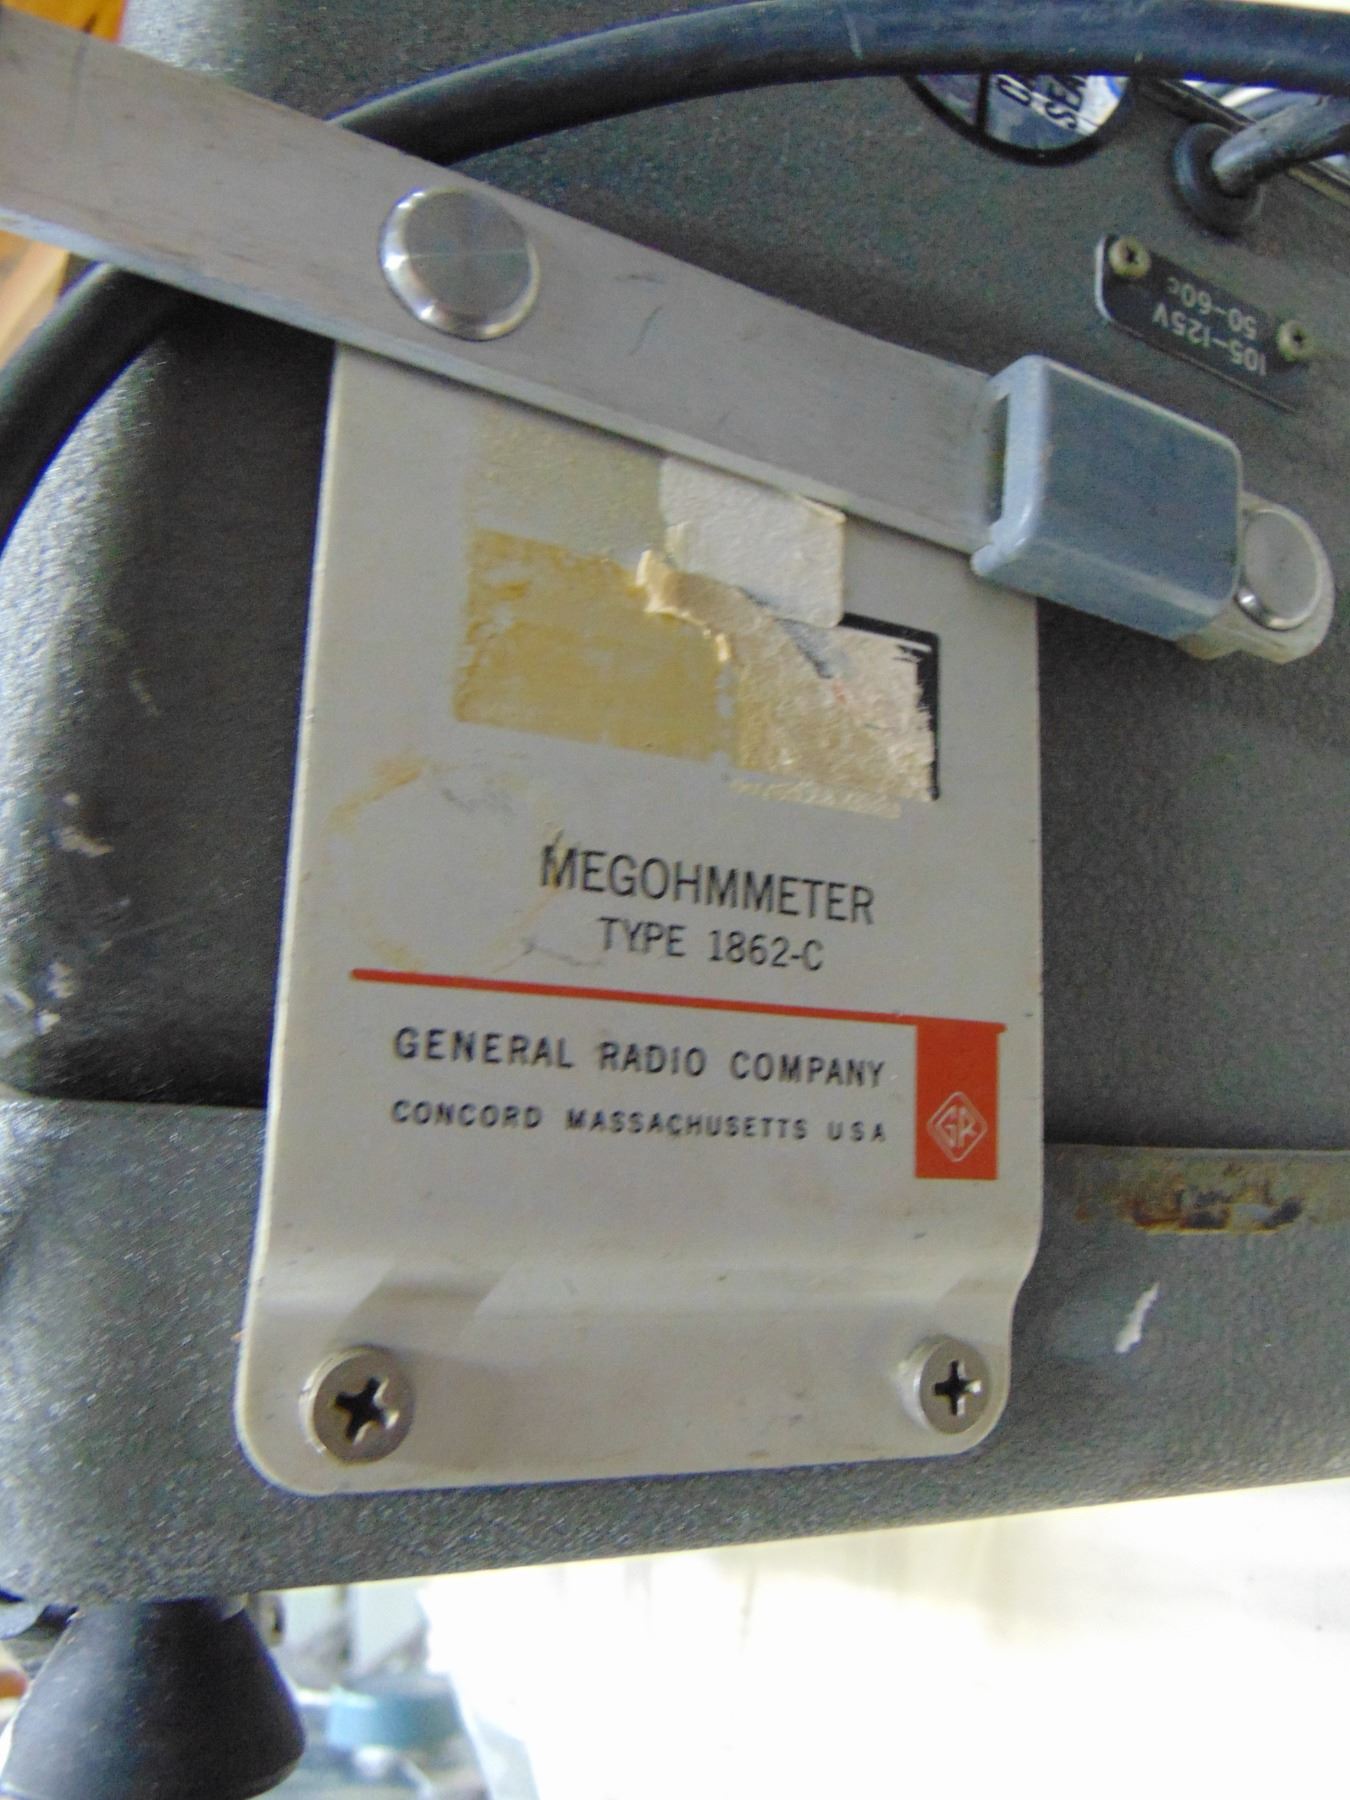 105-125V
50-60c
MEGOHMMETER
TYPE 1862-C
GENERAL RADIO COMPANY
CONCORD MASSACHUSETTS USA
GR